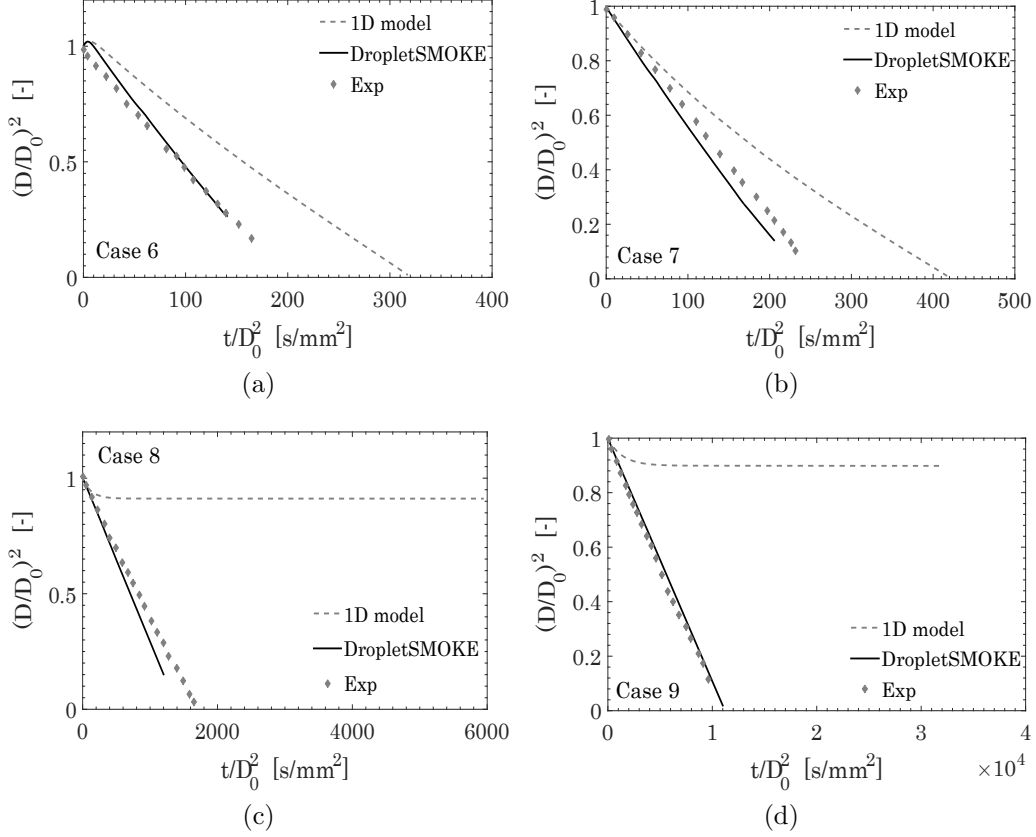 1D model
DropletSMOKE
Exp
(D/D₀)² [-]
1
0.5
0
Case 6
0 100 200 300 400
t/D₀² [s/mm²]
(a)
1D model
DropletSMOKE
Exp
(D/D₀)² [-]
1
0.8
0.6
0.4
0.2
0
Case 7
0 100 200 300 400 500
t/D₀² [s/mm²]
(b)
Case 8
(D/D₀)² [-]
1
0.5
0
1D model
DropletSMOKE
Exp
0 2000 4000 6000
t/D₀² [s/mm²]
(c)
(D/D₀)² [-]
1
0.8
0.6
0.4
0.2
0
1D model
DropletSMOKE
Exp
Case 9
0 1 2 3 4
t/D₀² [s/mm²]
×10⁴
(d)